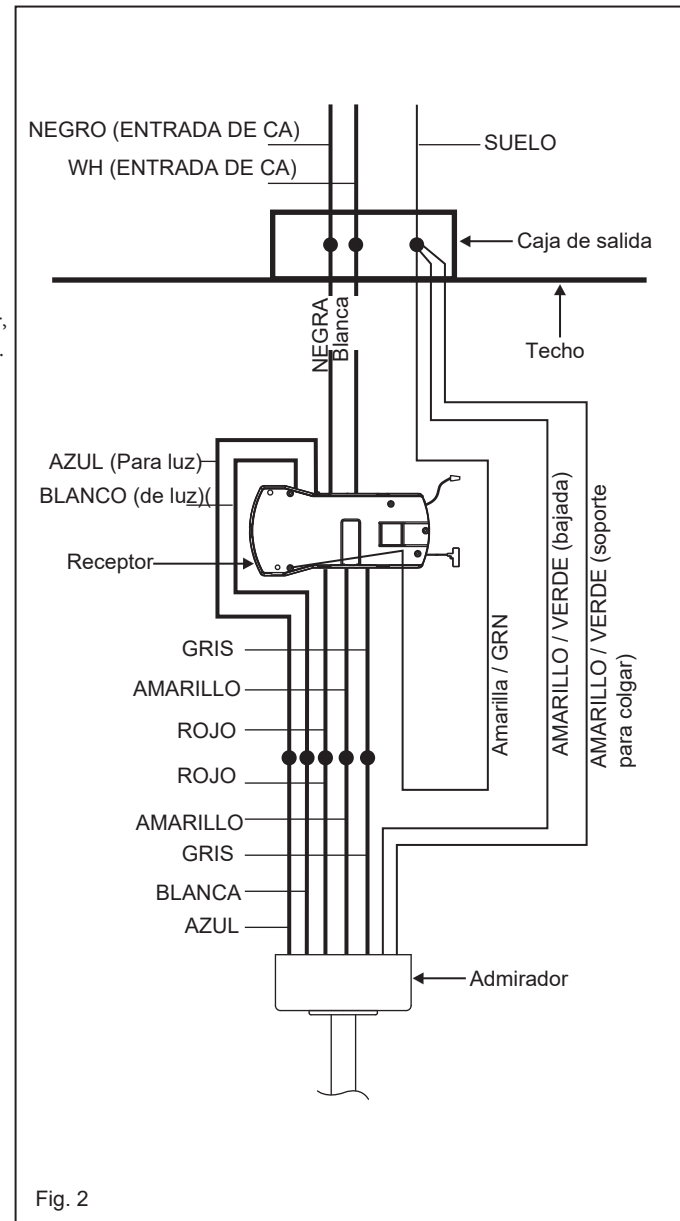 NEGRO (ENTRADA DE CA)
SUELO
WH (ENTRADA DE CA)
Caja de salida
NEGRA
Blanca
Techo
r,
.
AZUL (Para luz)
BLANCO (de luz)(
Receptor
GRIS
AMARILLO
ROJO
ROJO
AMARILLO
GRIS
BLANCA
AZUL
Amarilla / GRN
AMARILLO / VERDE (bajada)
AMARILLO / VERDE (soporte
para colgar)
Admirador
Fig. 2